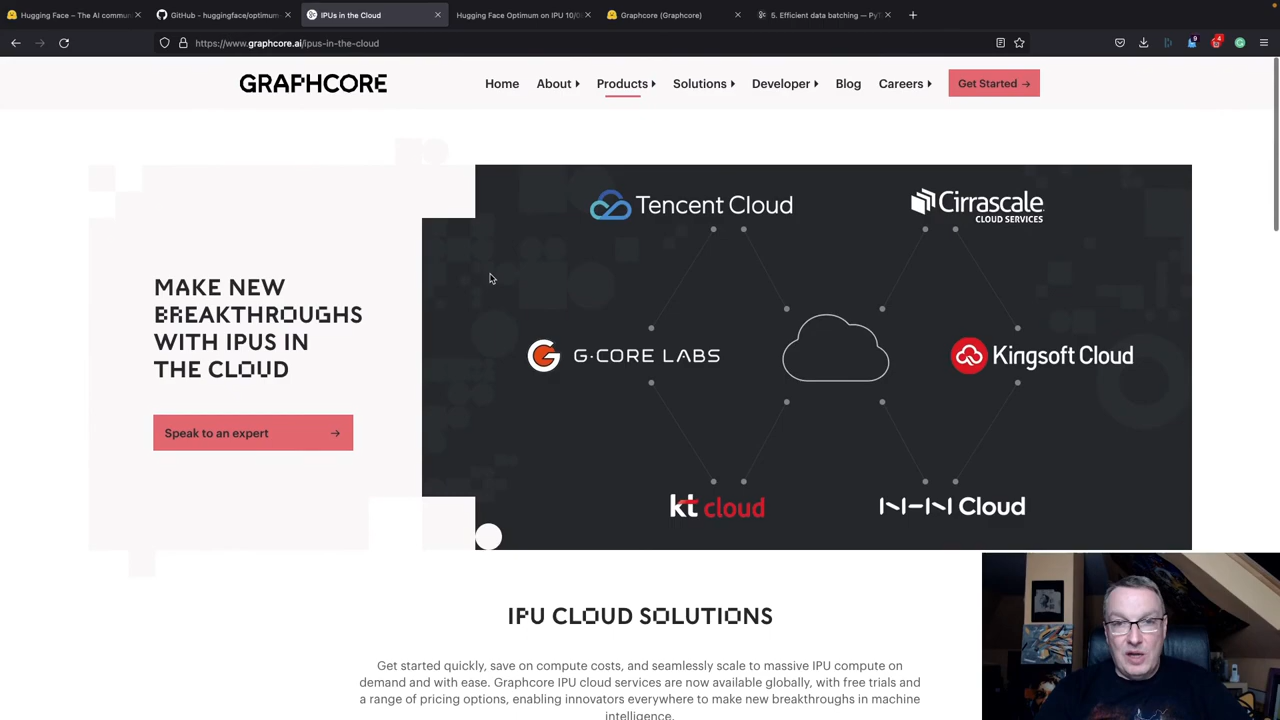 Hugging Face – The AI commun
GitHub - huggingface/optimum-
IPUs in the Cloud
Hugging Face Optimum on IPU 10/0
Graphcore (Graphcore)
5. Efficient data batching — PyT
https://www.graphcore.ai/ipus-in-the-cloud
9
4
GRAPHCORE
Home
About
Products
Solutions
Developer
Blog
Careers
Get Started →
Tencent Cloud
Cirrascale
CLOUD SERVICES
MAKE NEW
BREAKTHROUGHS
WITH IPUS IN
THE CLOUD
G·CORE LABS
Kingsoft Cloud
Speak to an expert →
kt cloud
NHN Cloud
IPU CLOUD SOLUTIONS
Get started quickly, save on compute costs, and seamlessly scale to massive IPU compute on
demand and with ease. Graphcore IPU cloud services are now available globally, with free trials and
a range of pricing options, enabling innovators everywhere to make new breakthroughs in machine
intelligence.